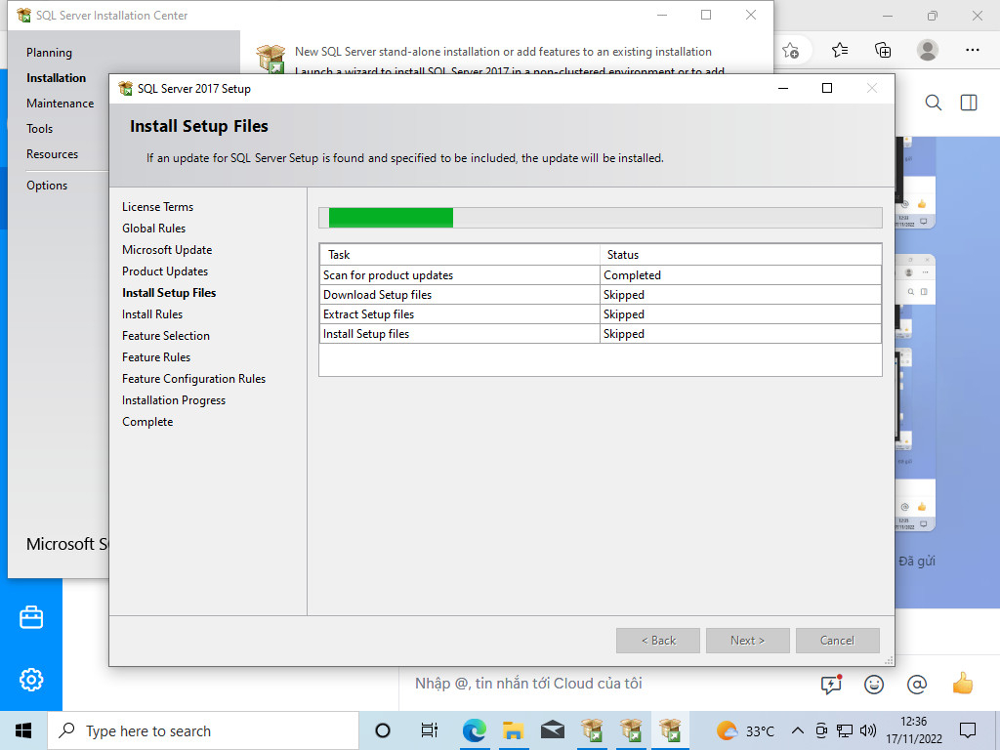 SQL Server Installation Center
Planning
Installation
Maintenance
Tools
Resources
Options
New SQL Server stand-alone installation or add features to an existing installation
Launch a wizard to install SQL Server 2017 in a non-clustered environment or to add
Microsoft S
SQL Server 2017 Setup
Install Setup Files
If an update for SQL Server Setup is found and specified to be included, the update will be installed.
License Terms
Global Rules
Microsoft Update
Product Updates
Install Setup Files
Install Rules
Feature Selection
Feature Rules
Feature Configuration Rules
Installation Progress
Complete
Task Status
Scan for product updates Completed
Download Setup files Skipped
Extract Setup files Skipped
Install Setup files Skipped
< Back Next > Cancel
Đã gửi
Nhập @, tin nhắn tới Cloud của tôi
Type here to search
33°C
12:36
17/11/2022